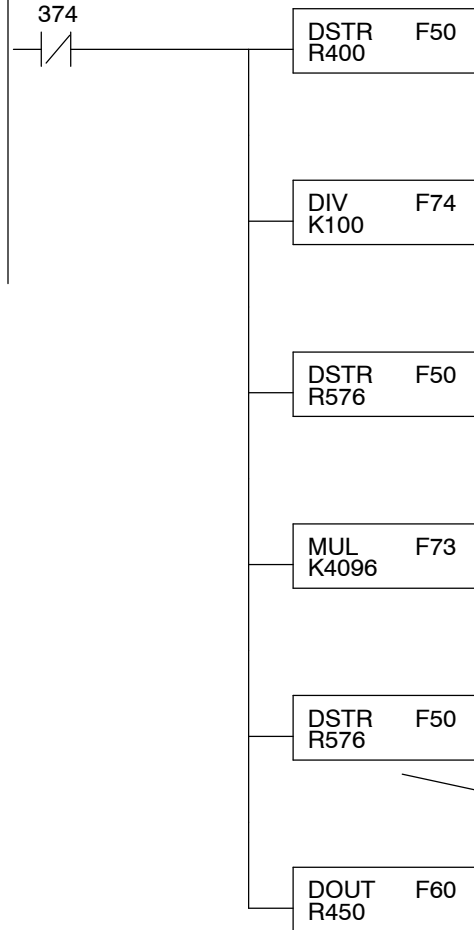 374
DSTR F50
R400
DIV F74
K100
DSTR F50
R576
MUL F73
K4096
DSTR F50
R576
DOUT F60
R450